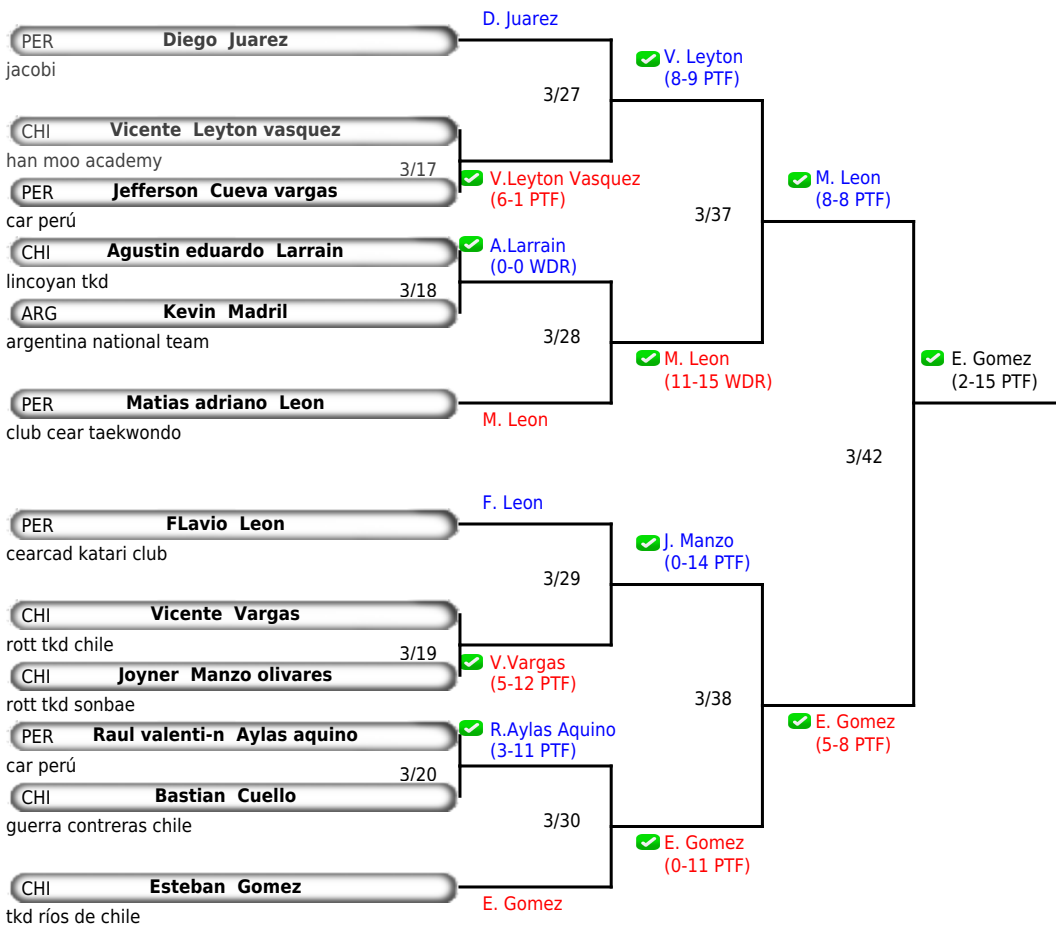 D. Juarez
PER Diego Juarez
jacobi
V. Leyton
(8-9 PTF)
3/27
CHI Vicente Leyton vasquez
han moo academy
3/17
PER Jefferson Cueva vargas
V.Leyton Vasquez
(6-1 PTF)
car perú
M. Leon
(8-8 PTF)
3/37
CHI Agustin eduardo Larrain
A.Larrain
(0-0 WDR)
lincoyan tkd
3/18
ARG Kevin Madril
argentina national team
3/28
M. Leon
(11-15 WDR)
E. Gomez
(2-15 PTF)
PER Matias adriano Leon
M. Leon
club cear taekwondo
3/42
F. Leon
PER FLavio Leon
cearcad katari club
J. Manzo
(0-14 PTF)
3/29
CHI Vicente Vargas
rott tkd chile
3/19
CHI Joyner Manzo olivares
V.Vargas
(5-12 PTF)
rott tkd sonbae
3/38
E. Gomez
(5-8 PTF)
PER Raul valenti-n Aylas aquino
R.Aylas Aquino
(3-11 PTF)
car perú
3/20
CHI Bastian Cuello
guerra contreras chile
3/30
E. Gomez
(0-11 PTF)
CHI Esteban Gomez
E. Gomez
tkd ríos de chile